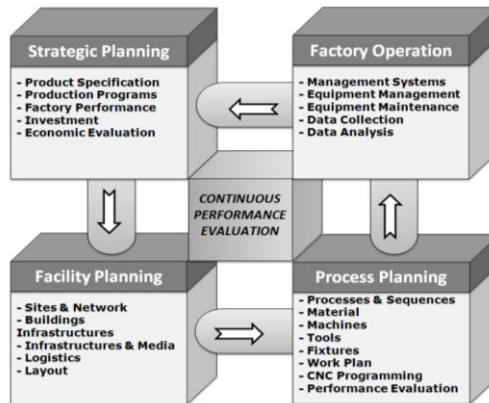 Strategic Planning
- Product Specification
- Production Programs
- Factory Performance
- Investment
- Economic Evaluation
Factory Operation
- Management Systems
- Equipment Management
- Equipment Maintenance
- Data Collection
- Data Analysis
CONTINUOUS
PERFORMANCE
EVALUATION
Facility Planning
- Sites & Network
- Buildings
Infrastructures
- Infrastructures & Media
- Logistics
- Layout
Process Planning
- Processes & Sequences
- Material
- Machines
- Tools
- Fixtures
- Work Plan
- CNC Programming
- Performance Evaluation